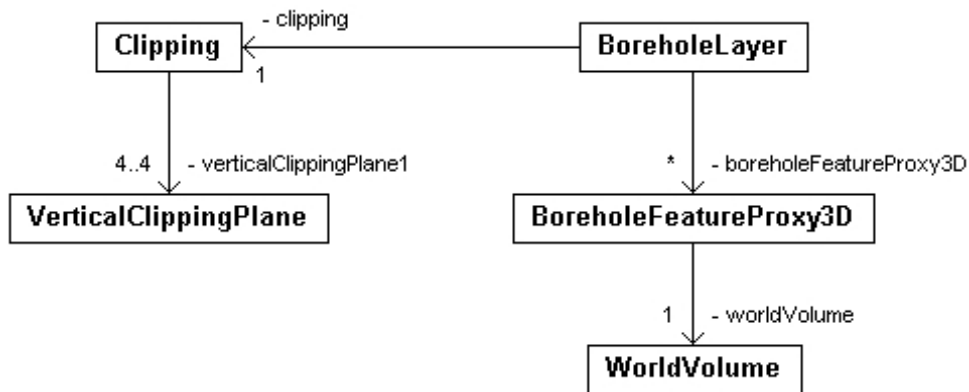 - clipping
Clipping
BoreholeLayer
1
4..4
- verticalClippingPlane1
*
- boreholeFeatureProxy3D
VerticalClippingPlane
BoreholeFeatureProxy3D
1
- worldVolume
WorldVolume